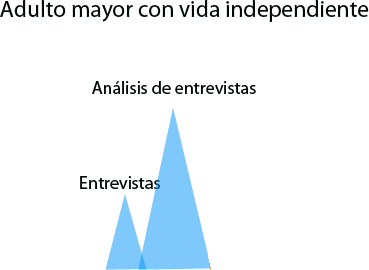 Adulto mayor con vida independiente
Análisis de entrevistas
Entrevistas